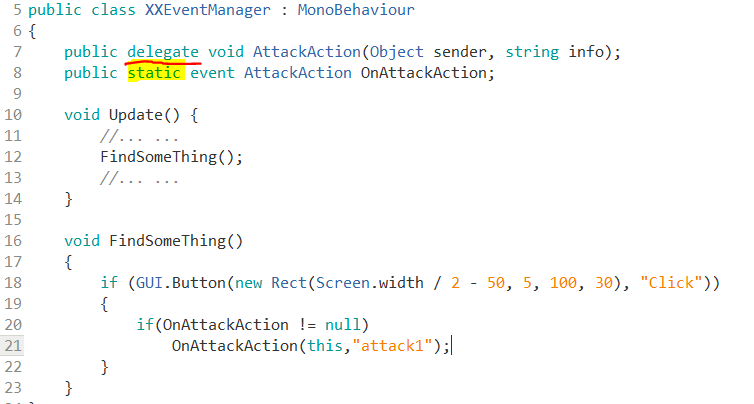 5 public class XXEventManager : MonoBehaviour
6 {
7 public delegate void AttackAction(Object sender, string info);
8 public static event AttackAction OnAttackAction;
9
10 void Update() {
11 //... ...
12 FindSomeThing();
13 //... ...
14 }
15
16 void FindSomeThing()
17 {
18 if (GUI.Button(new Rect(Screen.width / 2 - 50, 5, 100, 30), "Click"))
19 {
20 if(OnAttackAction != null)
21 OnAttackAction(this,"attack1");
22 }
23 }